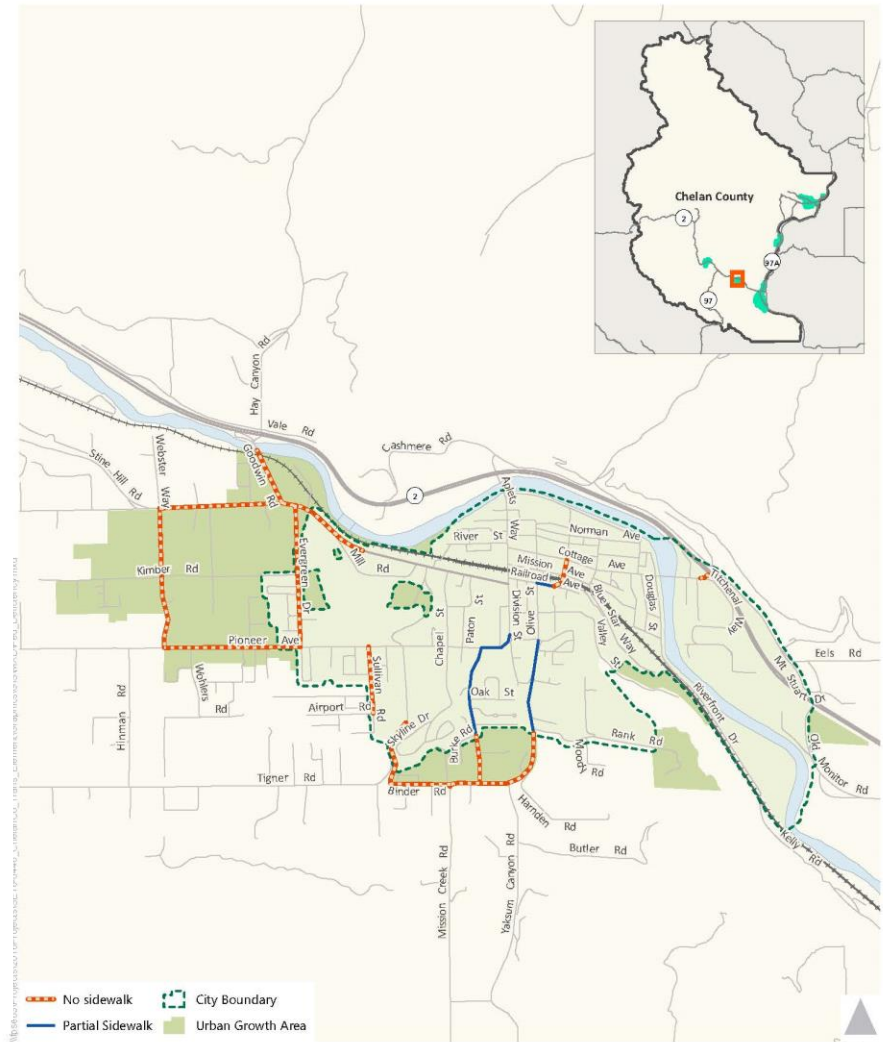 Chelan County
2
97A
97
Hay Canyon Rd
Vale Rd
Cashmere Rd
2
Stine Hill Rd
Webster Way
Goodwin Rd
Aplets Way
River St
Norman Ave
Mill Rd
Mission Ave
Cottage Ave
Railroad Ave
Titchenal Way
Kimber Rd
Evergreen Dr
Chapel St
Paton St
Division St
Olive St
Blue Star Way
Douglas St
Valley St
Pioneer Ave
Mt Stuart Dr
Eels Rd
Hinman Rd
Wohlers Rd
Sullivan Rd
Airport Rd
Oak St
Riverfront Dr
Skyline Dr
Burke Rd
Moody Rd
Rank Rd
Old Monitor Rd
Tigner Rd
Binder Rd
Harnden Rd
Butler Rd
Kelly Rd
Mission Creek Rd
Yaksum Canyon Rd
No sidewalk
City Boundary
Partial Sidewalk
Urban Growth Area